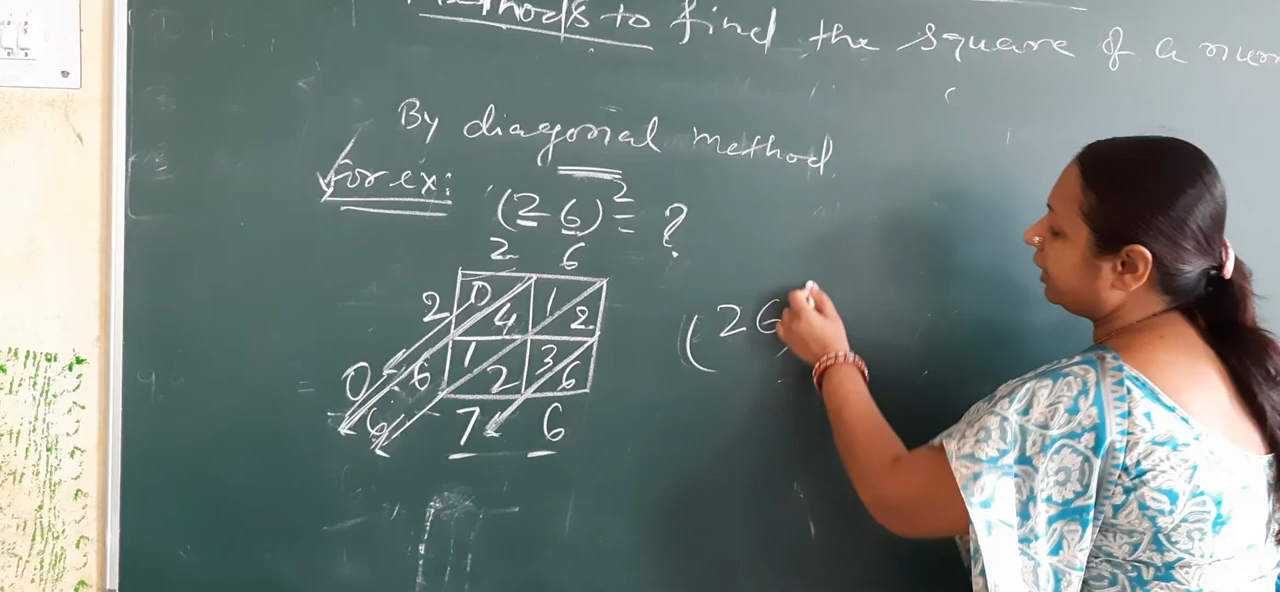 Methods to find the square of a num
By diagonal method.
For ex: (26)² = ?
2 6
2 0 4 1 2
6 1 2 3 6
= 0 6 7 6
(26